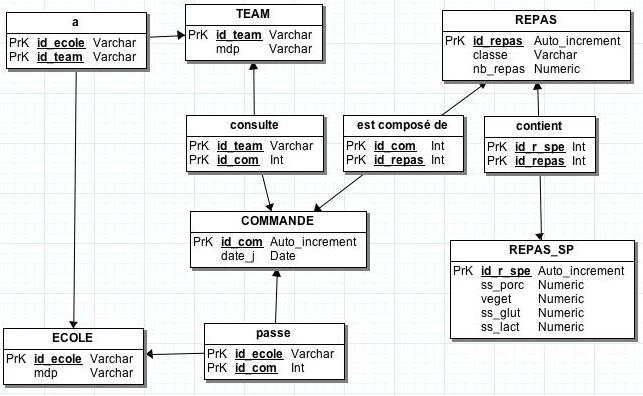 a
PrK id_ecole Varchar
PrK id_team Varchar
TEAM
PrK id_team Varchar
mdp Varchar
REPAS
PrK id_repas Auto_increment
classe Varchar
nb_repas Numeric
consulte
PrK id_team Varchar
PrK id_com Int
est composé de
PrK id_com Int
PrK id_repas Int
contient
PrK id_r_spe Int
PrK id_repas Int
COMMANDE
PrK id_com Auto_increment
date_j Date
REPAS_SP
PrK id_r_spe Auto_increment
ss_porc Numeric
veget Numeric
ss_glut Numeric
ss_lact Numeric
ECOLE
PrK id_ecole Varchar
mdp Varchar
passe
PrK id_ecole Varchar
PrK id_com Int